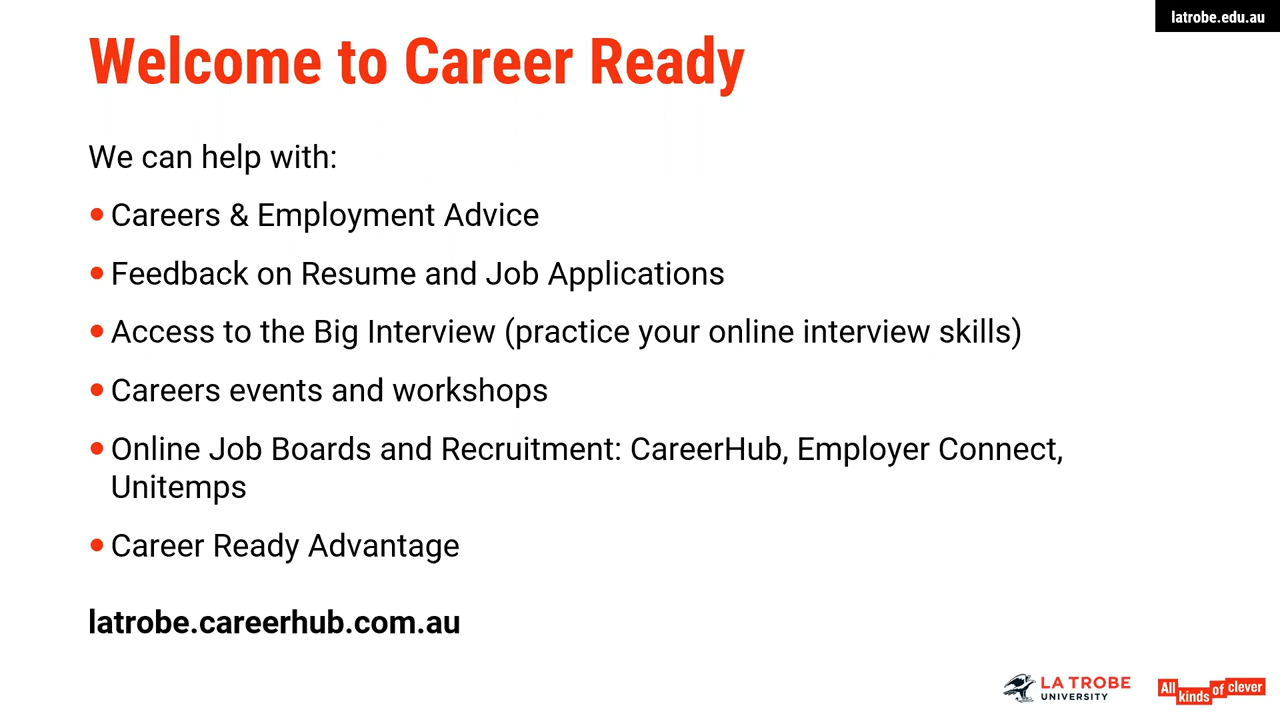 latrobe.edu.au
Welcome to Career Ready
We can help with:
• Careers & Employment Advice
• Feedback on Resume and Job Applications
• Access to the Big Interview (practice your online interview skills)
• Careers events and workshops
• Online Job Boards and Recruitment: CareerHub, Employer Connect,
Unitemps
• Career Ready Advantage
latrobe.careerhub.com.au
LA TROBE
UNIVERSITY
All kinds of clever